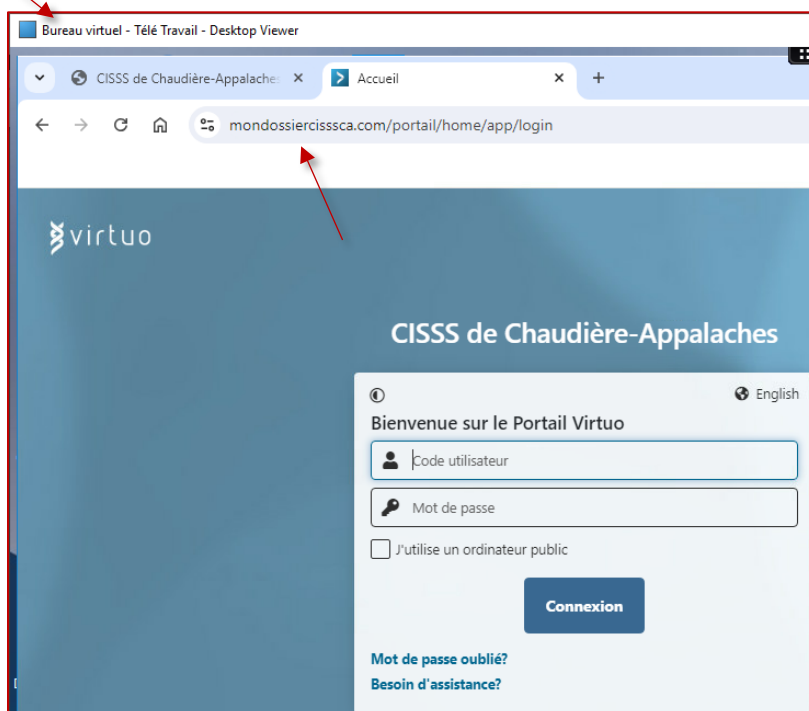 Bureau virtuel - Télé Travail - Desktop Viewer
CISSS de Chaudière-Appalache
Accueil
mondossiercisssca.com/portail/home/app/login
virtuo
CISSS de Chaudière-Appalaches
English
Bienvenue sur le Portail Virtuo
Code utilisateur
Mot de passe
J'utilise un ordinateur public
Connexion
Mot de passe oublié?
Besoin d'assistance?